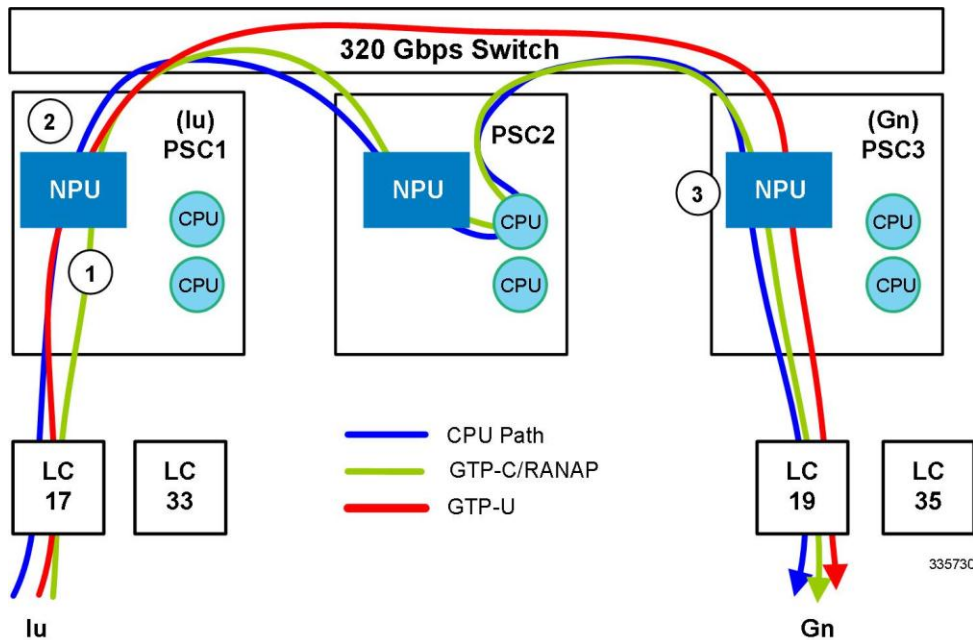 320 Gbps Switch
2
(Iu)
PSC1
NPU
CPU
1
CPU
PSC2
NPU
CPU
CPU
(Gn)
PSC3
3
NPU
CPU
CPU
CPU Path
GTP-C/RANAP
GTP-U
LC
17
LC
33
LC
19
LC
35
335730
Iu
Gn